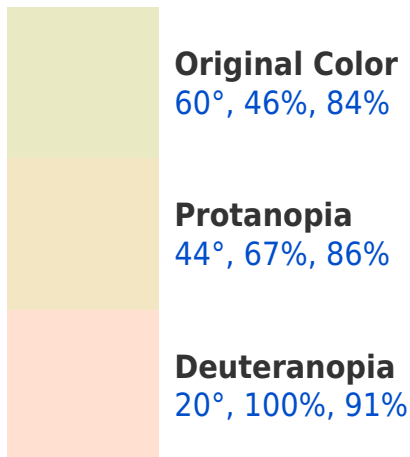 Original Color
60°, 46%, 84%
Protanopia
44°, 67%, 86%
Deuteranopia
20°, 100%, 91%